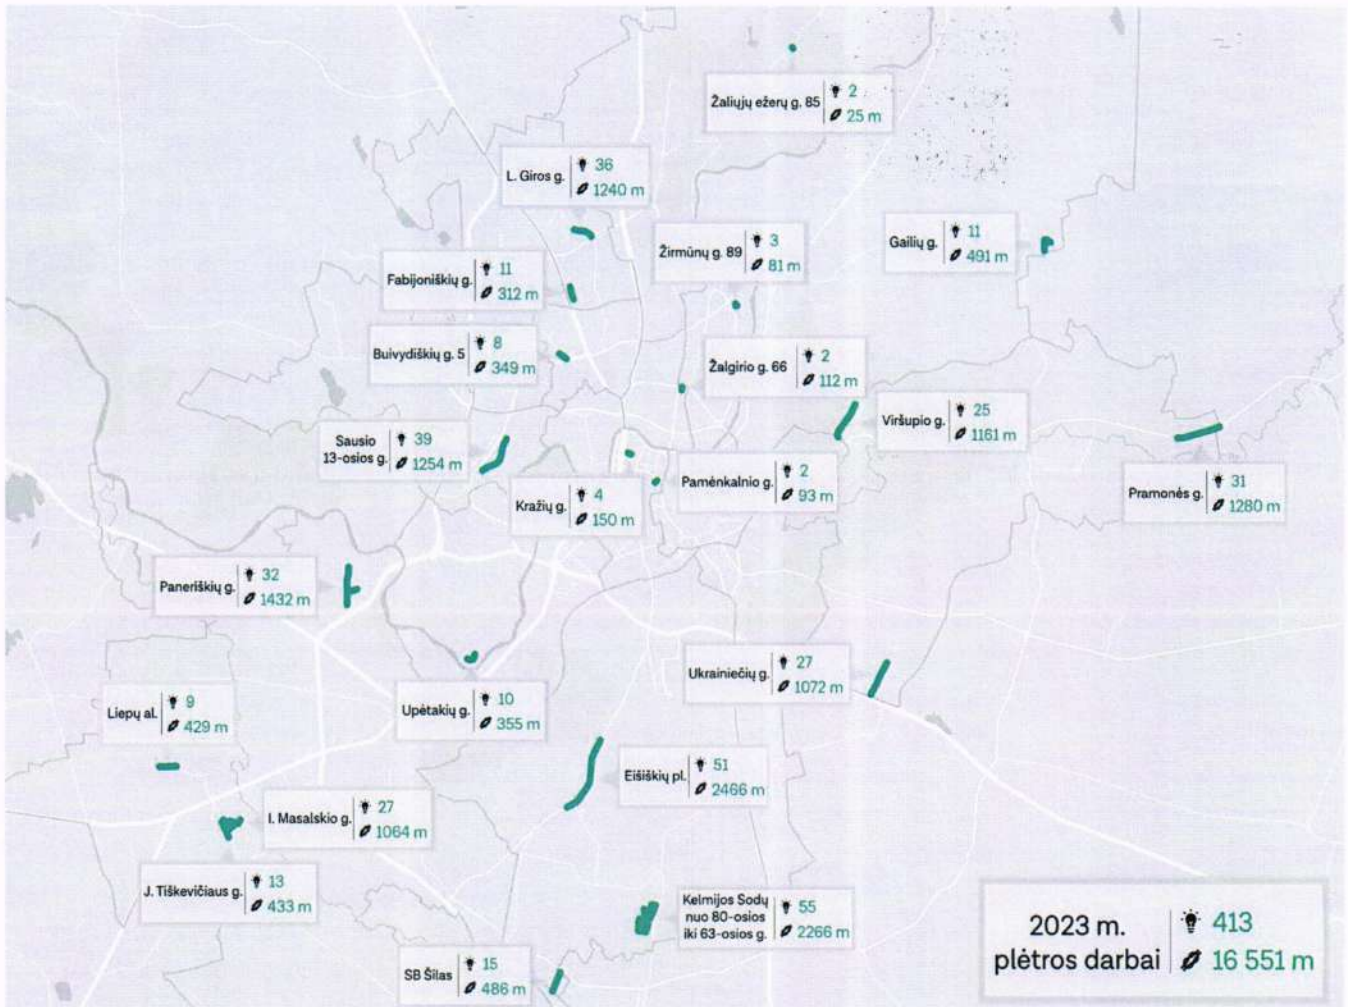 Žaliųjų ežerų g. 85
2
25 m
L. Giros g.
36
1240 m
Žirmūnų g. 89
3
81 m
Gailių g.
11
491 m
Fabijoniškių g.
11
312 m
Buivydiškių g. 5
8
349 m
Žalgirio g. 66
2
112 m
Viršupio g.
25
1161 m
Sausio
13-osios g.
39
1254 m
Kražių g.
4
150 m
Pamėnkalnio g.
2
93 m
Pramonės g.
31
1280 m
Paneriškių g.
32
1432 m
Ukrainiečių g.
27
1072 m
Liepų al.
9
429 m
Upėtakių g.
10
355 m
Eišiškių pl.
51
2466 m
I. Masalskio g.
27
1064 m
J. Tiškevičiaus g.
13
433 m
Kelmijos Sodų
nuo 80-osios
iki 63-osios g.
55
2266 m
SB Šilas
15
486 m
2023 m.
plėtros darbai
413
16 551 m